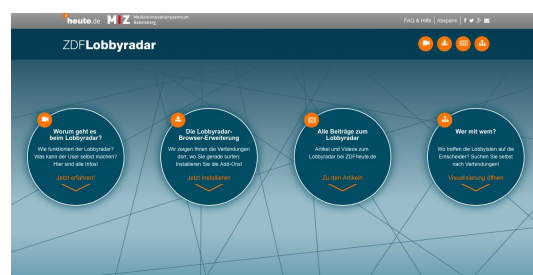 heute.de MIZ Medieninnovationszentrum
Babelsberg
FAQ & Hilfe | Abspann |
ZDFLobbyradar
Worum geht es
beim Lobbyradar?
Wie funktioniert der Lobbyradar?
Was kann der User selbst machen?
Hier sind alle Infos!
Jetzt erfahren!
Die Lobbyradar-
Browser-Erweiterung
Wir zeigen Ihnen die Verbindungen
dort, wo Sie gerade surfen:
Installieren Sie die Add-Ons!
Jetzt Installieren
Alle Beiträge zum
Lobbyradar
Artikel und Videos zum
Lobbyradar bei ZDFheute.de
Zu den Artikeln
Wer mit wem?
Wo treffen die Lobbyisten auf die
Entscheider? Suchen Sie selbst
nach Verbindungen!
Visualisierung öffnen